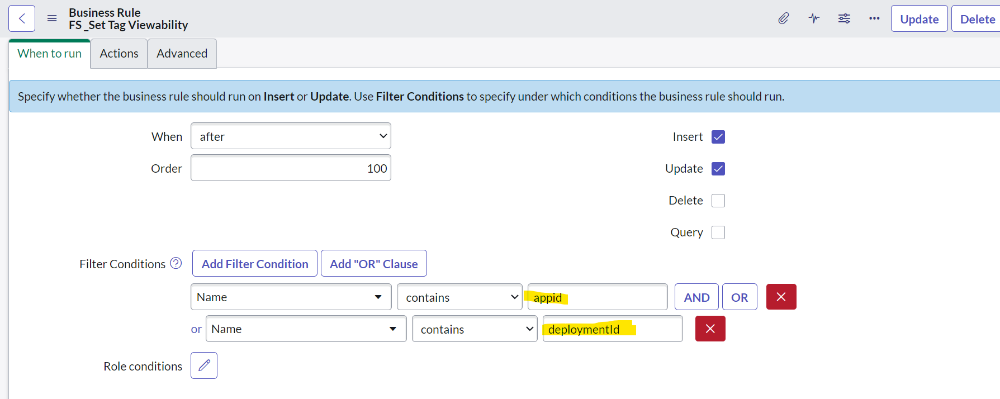 Business Rule
FS_Set Tag Viewability
Update
Delete
When to run
Actions
Advanced
Specify whether the business rule should run on Insert or Update. Use Filter Conditions to specify under which conditions the business rule should run.
When after
Insert
Order 100
Update
Delete
Query
Filter Conditions ? Add Filter Condition Add "OR" Clause
Name contains appid AND OR
or Name contains deploymentId
Role conditions